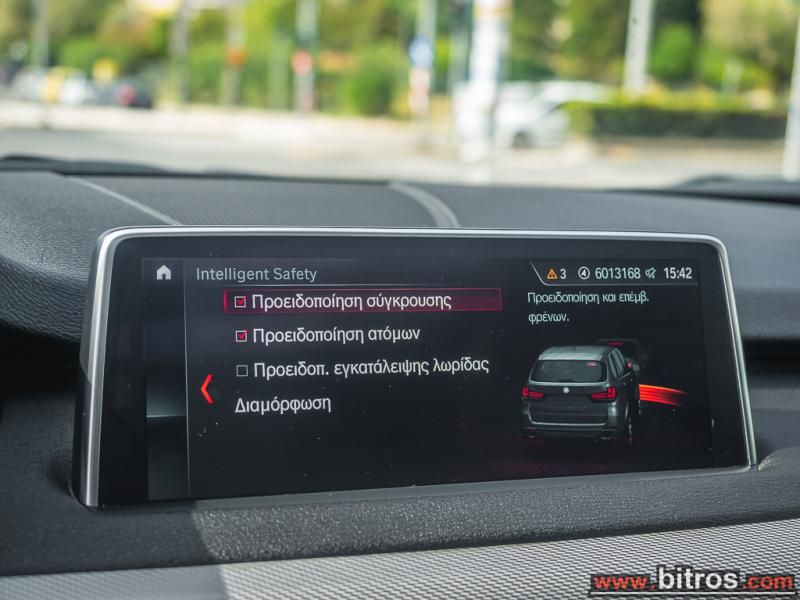 Intelligent Safety
3 6013168 15:42
Προειδοποίηση σύγκρουσης
Προειδοποίηση ατόμων
Προειδοπ. εγκατάλειψης λωρίδας
Διαμόρφωση
Προειδοποίηση και επέμβ.
φρένων.
www.bitros.com/used